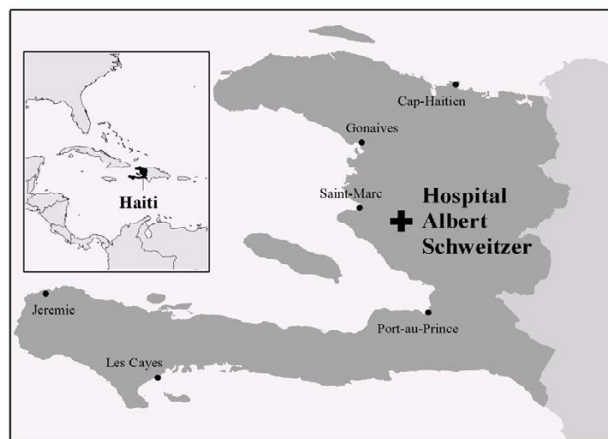 Cap-Haitien
Gonaives
Haiti
Saint-Marc
Hospital
Albert
Schweitzer
Jeremie
Port-au-Prince
Les Cayes